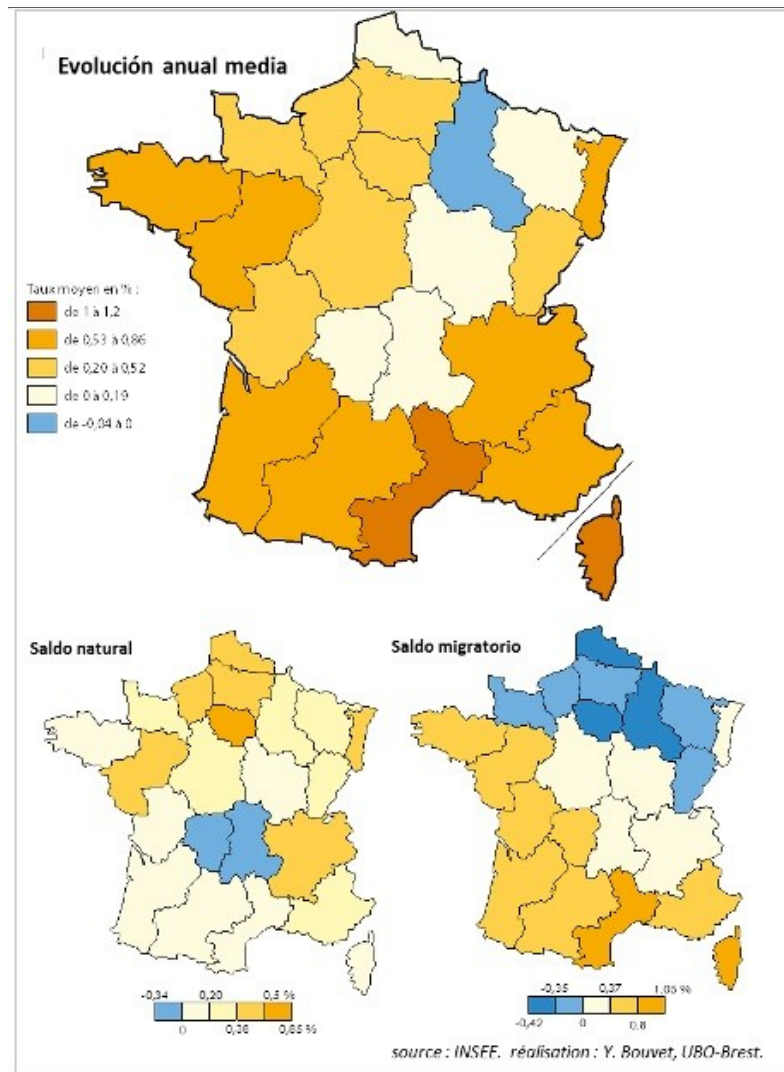 Evolución anual media
Taux moyen en % :
de 1 à 1,2
de 0,53 à 0,86
de 0,20 à 0,52
de 0 à 0,19
de -0,04 à 0
Saldo natural
Saldo migratorio
-0,34 0,20 0,5 %
0 0,36 0,85 %
-0,35 0,37 1,05 %
-0,42 0 0,8
source : INSEE. réalisation : Y. Bouvet, UBO-Brest.